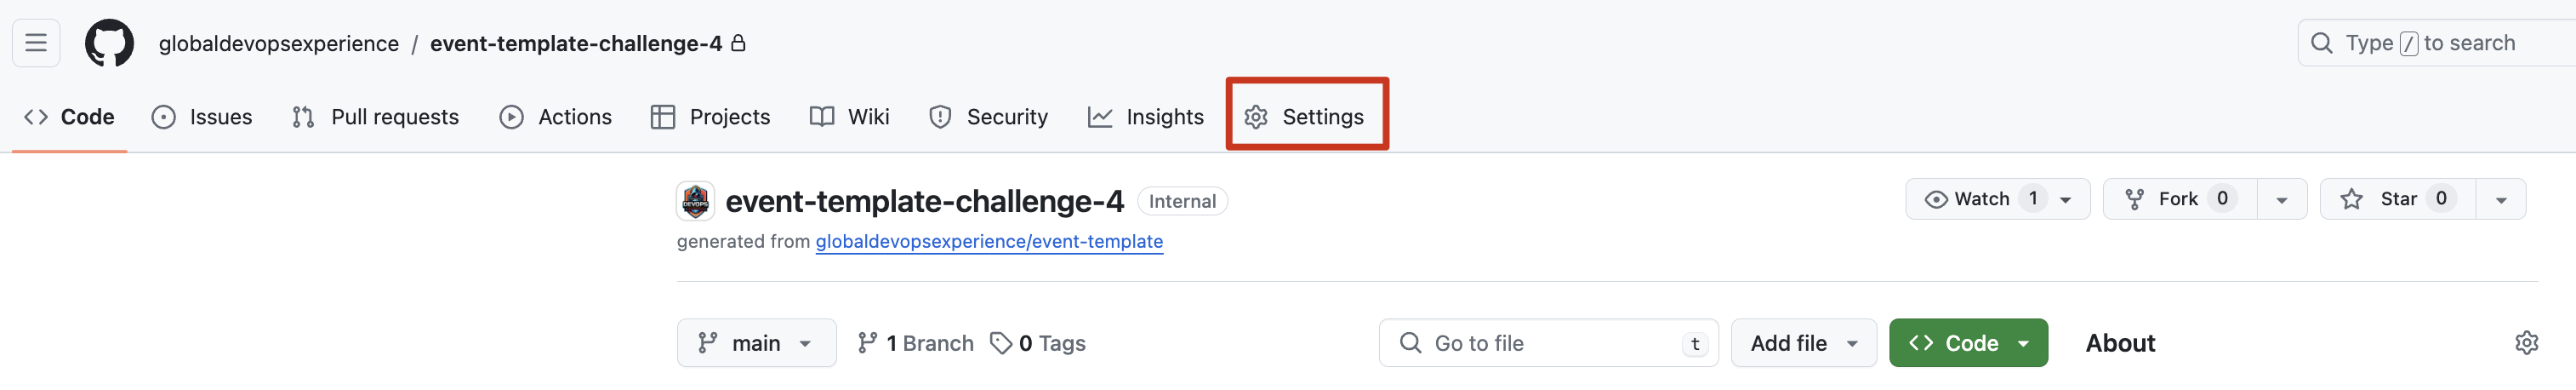 globaldevopsexperience / event-template-challenge-4
Type / to search
Code Issues Pull requests Actions Projects Wiki Security Insights Settings
DEVOPS
event-template-challenge-4 Internal
Watch 1 Fork 0 Star 0
generated from globaldevopsexperience/event-template
main 1 Branch 0 Tags Go to file t Add file Code About